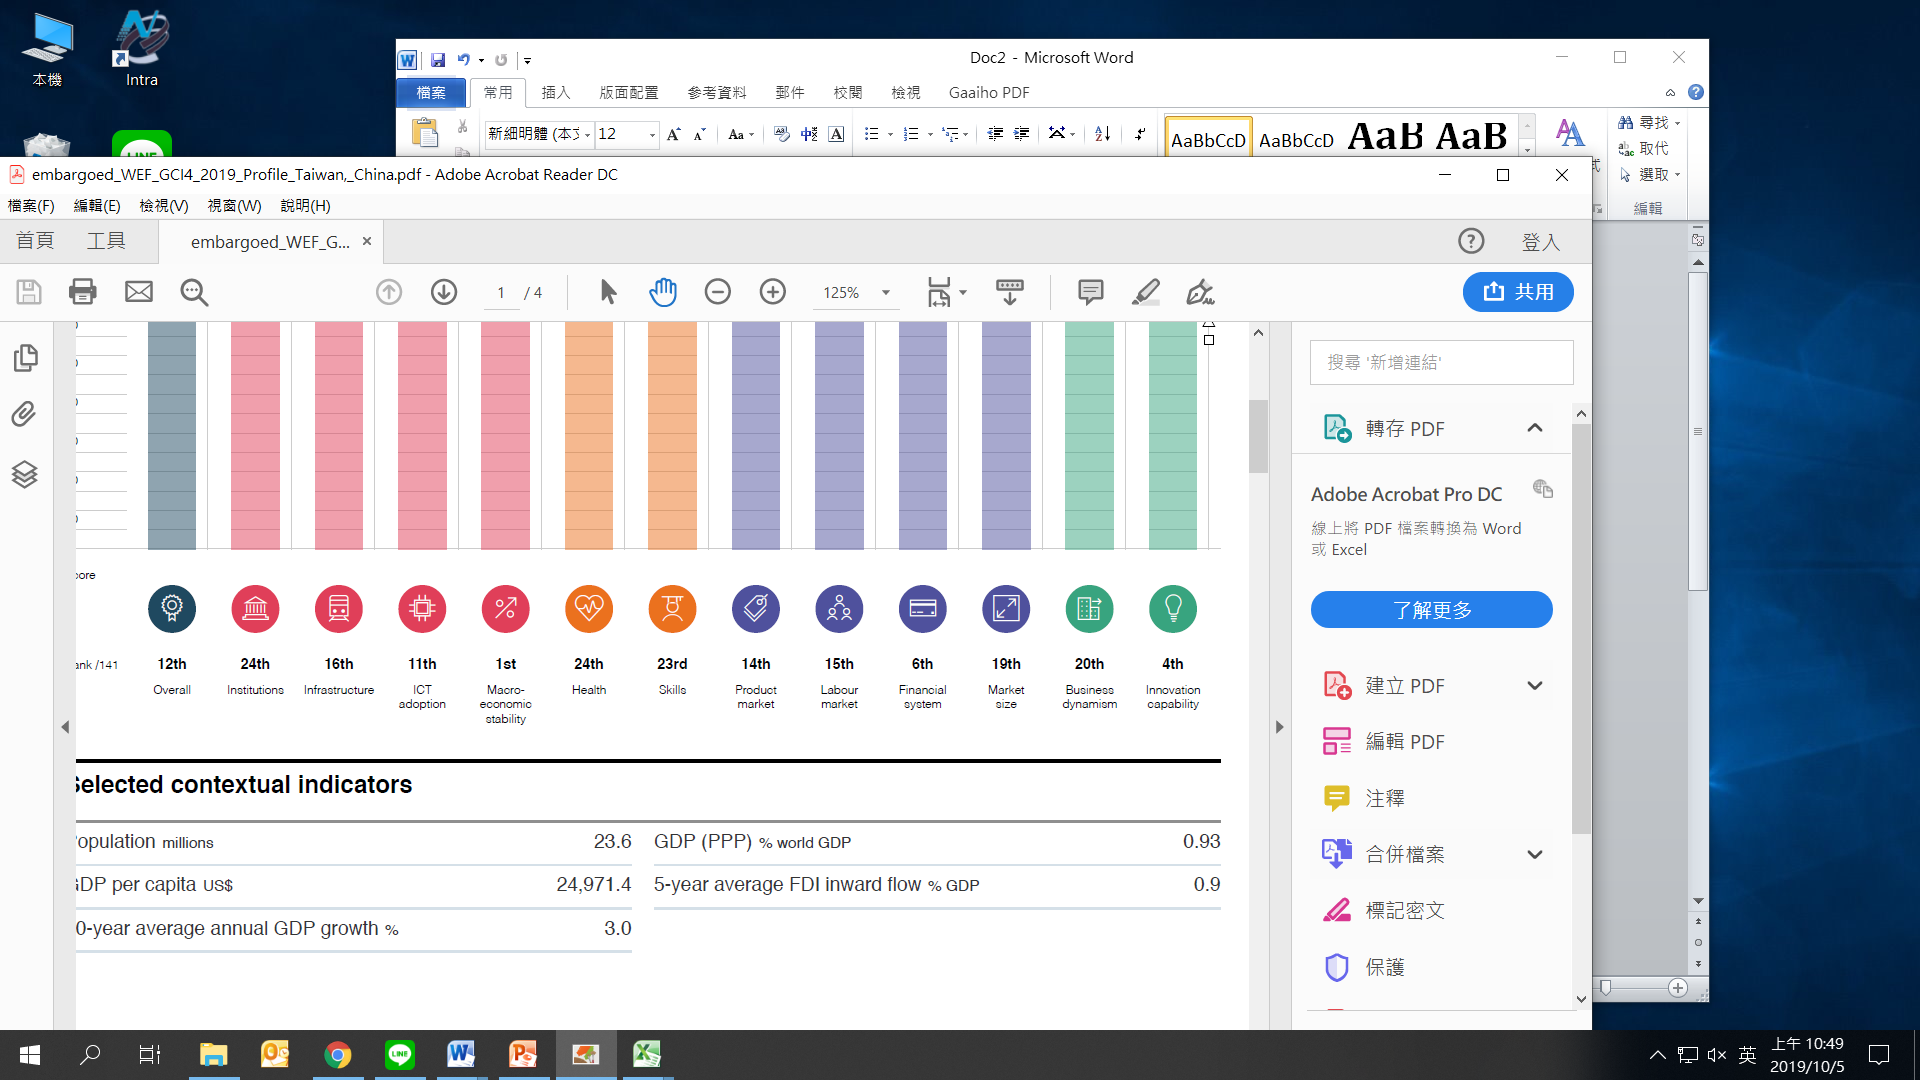 本機
Intra
Doc2 - Microsoft Word
檔案 常用 插入 版面配置 參考資料 郵件 校閱 檢視 Gaaiho PDF
新細明體 (本文 12
AaBbCcD AaBbCcD AaB AaB
尋找
取代
選取
編輯
embargoed_WEF_GCI4_2019_Profile_Taiwan,_China.pdf - Adobe Acrobat Reader DC
檔案(F) 編輯(E) 檢視(V) 視窗(W) 說明(H)
首頁 工具 embargoed_WEF_G... × 登入
1 / 4 125% 共用
搜尋 '新增連結'
轉存 PDF
Adobe Acrobat Pro DC
線上將 PDF 檔案轉換為 Word
或 Excel
了解更多
建立 PDF
編輯 PDF
注釋
合併檔案
標記密文
保護
ore
ank /141
12th 24th 16th 11th 1st 24th 23rd 14th 15th 6th 19th 20th 4th
Overall Institutions Infrastructure ICT Macro- Health Skills Product Labour Financial Market Business Innovation
adoption economic market market system size dynamism capability
stability
Selected contextual indicators
opulation millions 23.6 GDP (PPP) % world GDP 0.93
GDP per capita US$ 24,971.4 5-year average FDI inward flow % GDP 0.9
0-year average annual GDP growth % 3.0
LINE
英
上午 10:49
2019/10/5